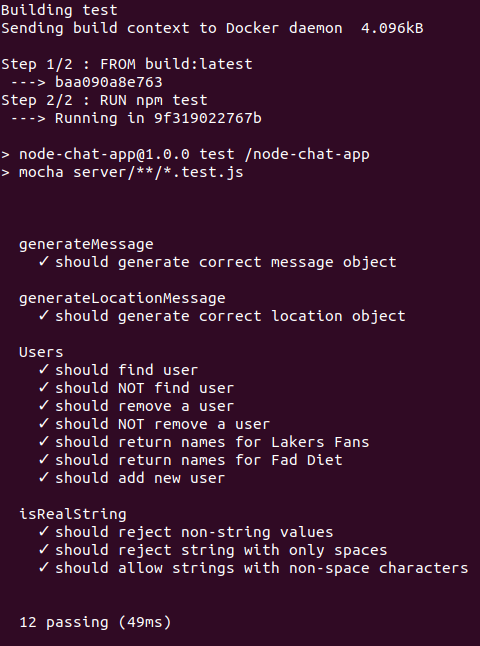 Building test
Sending build context to Docker daemon  4.096kB
Step 1/2 : FROM build:latest
 ---> baa090a8e763
Step 2/2 : RUN npm test
 ---> Running in 9f319022767b
> node-chat-app@1.0.0 test /node-chat-app
> mocha server/**/*.test.js
generateMessage
✓ should generate correct message object
generateLocationMessage
✓ should generate correct location object
Users
✓ should find user
✓ should NOT find user
✓ should remove a user
✓ should NOT remove a user
✓ should return names for Lakers Fans
✓ should return names for Fad Diet
✓ should add new user
isRealString
✓ should reject non-string values
✓ should reject string with only spaces
✓ should allow strings with non-space characters
12 passing (49ms)